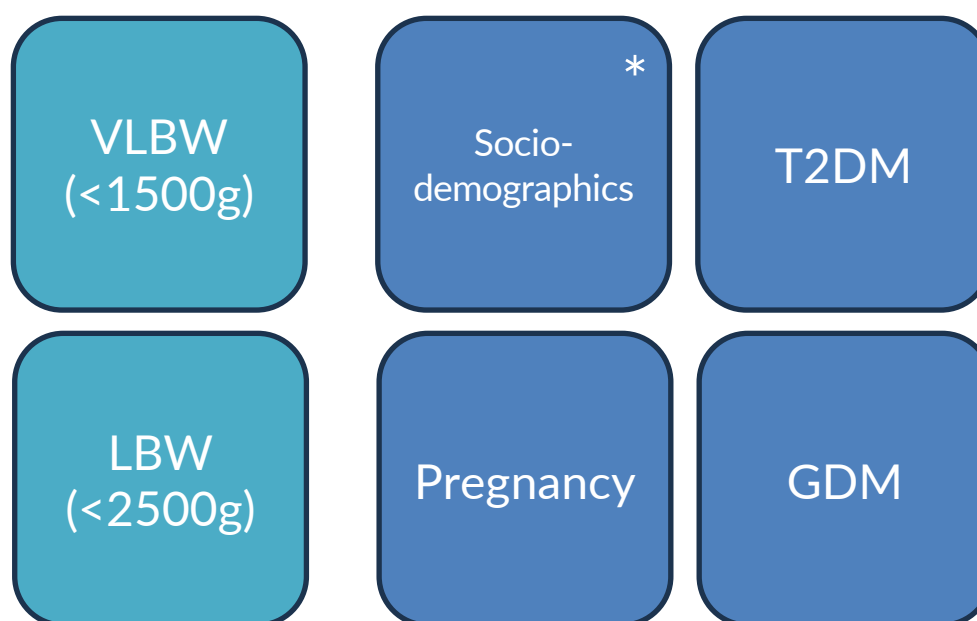 VLBW
(<1500g)
*
Socio-
demographics
T2DM
LBW
(<2500g)
Pregnancy
GDM